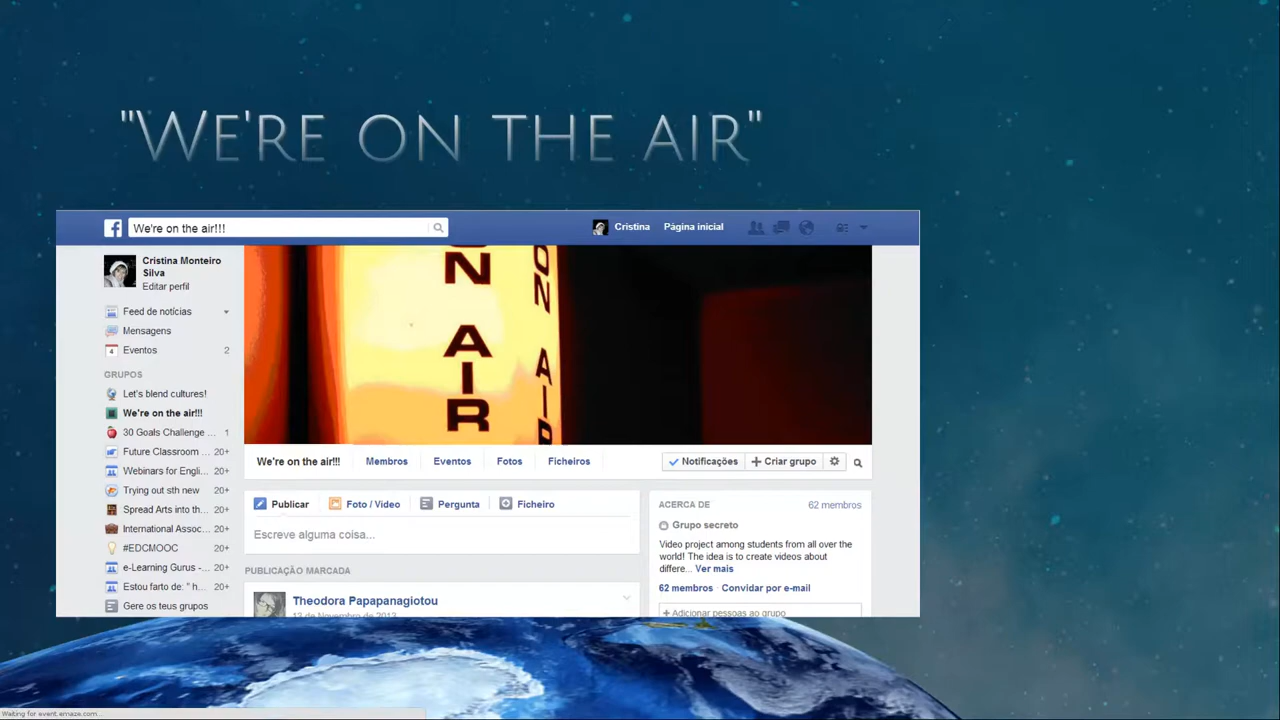 "WE'RE ON THE AIR"
We're on the air!!!
Cristina Página inicial
Cristina Monteiro
Silva
Editar perfil
Feed de notícias
Mensagens
Eventos 2
GRUPOS
Let's blend cultures!
We're on the air!!!
30 Goals Challenge ... 1
Future Classroom ... 20+
Webinars for Engli... 20+
Trying out sth new 20+
Spread Arts into th... 20+
International Assoc... 20+
#EDCMOOC 20+
e-Learning Gurus -... 20+
Estou farto de: " h... 20+
Gere os teus grupos
ON AIR
ON AIR
We're on the air!!! Membros Eventos Fotos Ficheiros
Notificações Criar grupo
Publicar Foto / Vídeo Pergunta Ficheiro
Escreve alguma coisa...
PUBLICAÇÃO MARCADA
Theodora Papapanagiotou
13 de Novembro de 2013
ACERCA DE 62 membros
Grupo secreto
Video project among students from all over the
world! The idea is to create videos about
differe... Ver mais
62 membros · Convidar por e-mail
+ Adicionar pessoas ao grupo
Waiting for event.emaze.com...